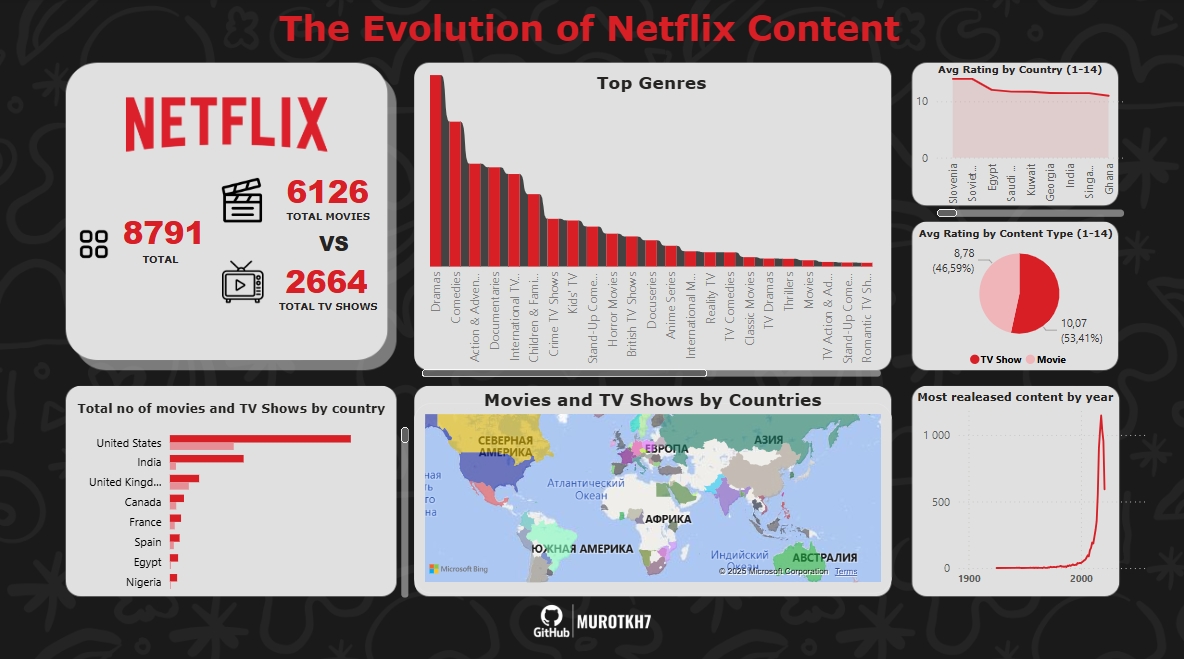 The Evolution of Netflix Content
NETFLIX
6126
TOTAL MOVIES
8791
TOTAL
VS
2664
TOTAL TV SHOWS
Top Genres
Dramas
Comedies
Action & Adven...
Documentaries
International TV...
Children & Fami...
Crime TV Shows
Kids' TV
Stand-Up Come...
Horror Movies
British TV Shows
Docuseries
Anime Series
International M...
Reality TV
TV Comedies
Classic Movies
TV Dramas
Thrillers
Movies
TV Action & Ad...
Stand-Up Come...
Romantic TV Sh...
Avg Rating by Country (1-14)
10
0
Slovenia
Soviet...
Egypt
Saudi ...
Kuwait
Georgia
India
Singa...
Ghana
Avg Rating by Content Type (1-14)
8,78
(46,59%)
10,07
(53,41%)
TV Show
Movie
Total no of movies and TV Shows by country
United States
India
United Kingd...
Canada
France
Spain
Egypt
Nigeria
Movies and TV Shows by Countries
СЕВЕРНАЯ
АМЕРИКА
ЕВРОПА
АЗИЯ
Атлантический
Океан
АФРИКА
ЮЖНАЯ АМЕРИКА
Индийский
Океан
АВСТРАЛИЯ
Microsoft Bing
© 2025 Microsoft Corporation
Terms
Most realeased content by year
1 000
500
0
1900
2000
GitHub
MUROTKH7